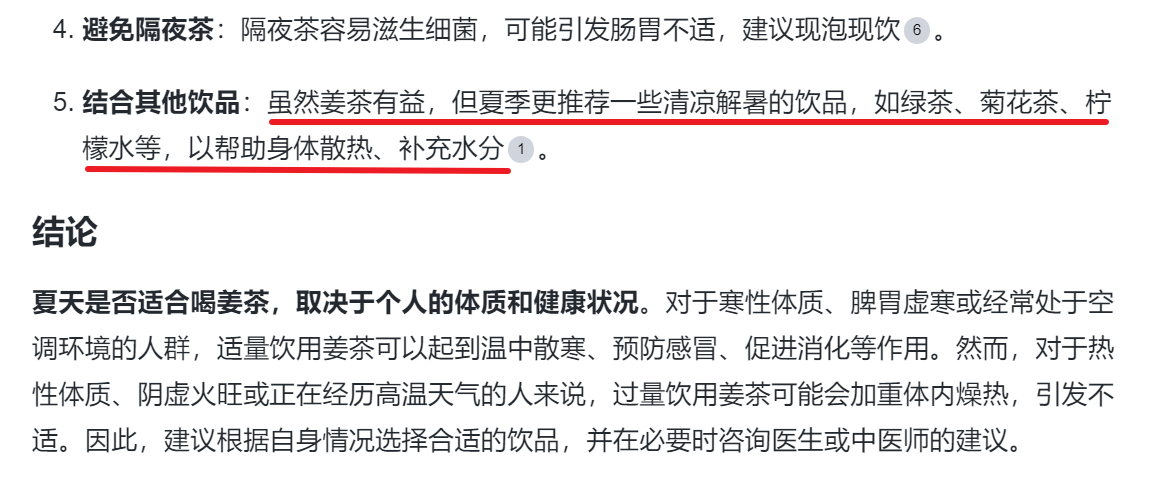 4. 避免隔夜茶：隔夜茶容易滋生细菌，可能引发肠胃不适，建议现泡现饮 6 。
5. 结合其他饮品：虽然姜茶有益，但夏季更推荐一些清凉解暑的饮品，如绿茶、菊花茶、柠
檬水等，以帮助身体散热、补充水分 1 。
结论
夏天是否适合喝姜茶，取决于个人的体质和健康状况。对于寒性体质、脾胃虚寒或经常处于空
调环境的人群，适量饮用姜茶可以起到温中散寒、预防感冒、促进消化等作用。然而，对于热
性体质、阴虚火旺或正在经历高温天气的人来说，过量饮用姜茶可能会加重体内燥热，引发不
适。因此，建议根据自身情况选择合适的饮品，并在必要时咨询医生或中医师的建议。